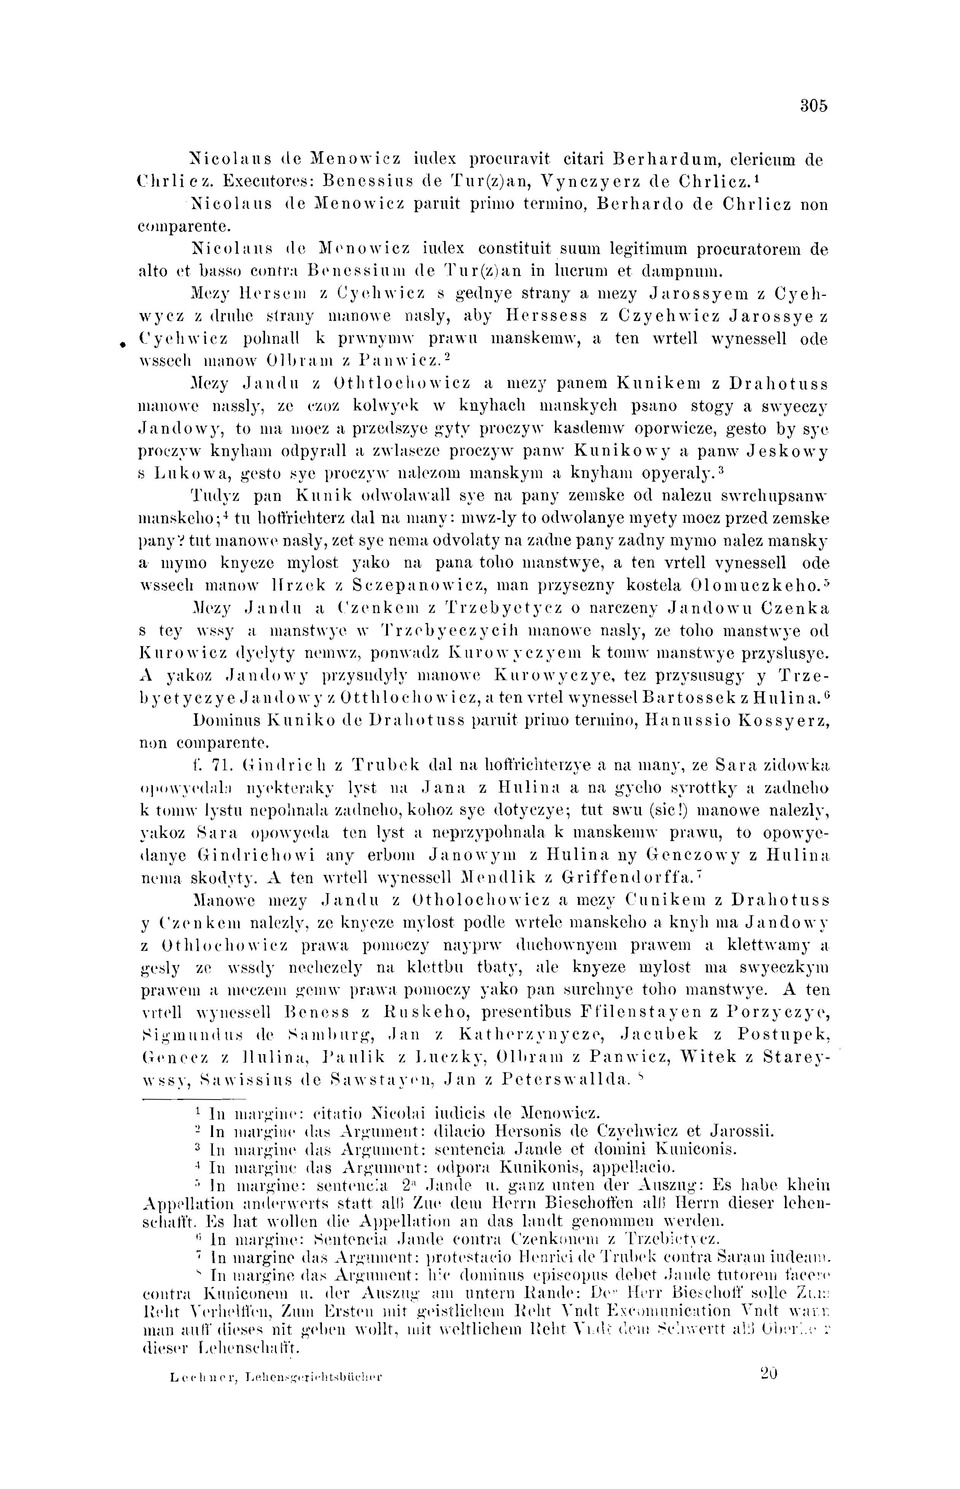 305
Nicolaus de Menowicz iudex procuravit citari Berhardum, clericum de
Chrlicz. Executores: Benessius de Tur(z)an, Vynczyerz de Chrlicz.¹
Nicolaus de Menowicz paruit primo termino, Berhardo de Chrlicz non
comparente.
Nicolaus de Menowicz iudex constituit suum legitimum procuratorem de
alto et basso contra Benessium de Tur(z)an in lucrum et dampnum.
Mezy Hersem z Cychwicz s gednye strany a mezy Jarossyem z Cyeh-
wycz z druhe strany manowe nasly, aby Herssess z Czyehwicz Jarossye z
Cychwicz pohnall k prwnymw prawu manskemw, a ten wrtell wynessell ode
wssech manow Olbram z Panwicz.²
Mezy Jandu z Othtlochowicz a mezy panem Kunikem z Drahotuss
manowe nassly, ze czoz kolwyek w knyhach manskych psano stogy a swyeczy
Jandowy, to ma mocz a przedszye gyty proczyw kasdemw oporwicze, gesto by sye
proczyw knyham odpyrall a zwlascze proczyw panw Kunikowy a panw Jeskowy
s Lukowa, gesto sye proczyw nalezom manskym a knyham opyeraly.³
Tudyz pan Kunik odwolawall sye na pany zemske od nalezu swrchupsanw
manskeho;⁴ tu hoffrichterz dal na many: mwz-ly to odwolanye myety mocz przed zemske
pany? tut manowe nasly, zet sye nema odvolaty na zadne pany zadny mymo nalez mansky
a mymo knyeze mylost yako na pana toho manstwye, a ten vrtell vynessell ode
wssech manow Hrzek z Sczepanowicz, man przysezny kostela Olomuczkeho.⁵
Mezy Jandu a Czenkem z Trzebyetycz o narczeny Jandowu Czenka
s tey wssy a manstwye w Trzebyeczycih manowe nasly, ze toho manstwye od
Kurowicz dyelyty nemwz, ponwadz Kurowyczyem k tomw manstwye przyslusye.
A yakoz Jandowy przysudyly manowe Kurowyczye, tez przysusugy y Trze-
byetyczye Jandowy z Otthlochowicz, a ten vrtel wynessel Bartossek z Hulina.⁶
Dominus Kuniko de Drahotuss paruit primo termino, Hanussio Kossyerz,
non comparente.
f. 71. Gindrich z Trubek dal na hoffrichterzye a na many, ze Sara zidowka
opowyedala nyekteraky lyst na Jana z Hulina a na gycho syrottky a zadneho
k tomw lystu nepohnala zadneho, kohoz sye dotyczye; tut swu (sic!) manowe nalezly,
yakoz Sara opowyeda ten lyst a neprzypohnala k manskemw prawu, to opowye-
danye Gindrichowi any erbom Janowym z Hulina ny Genczowy z Hulina
nema skodyty. A ten wrtell wynessell Mendlik z Griffendorffa.⁷
Manowe mezy Jandu z Otholochowicz a mezy Cunikem z Drahotuss
y Czenkem nalezly, ze knyeze mylost podle wrtele manskeho a knyh ma Jandowy
z Othlochowicz prawa pomoczy nayprw duchownyem prawem a klettwamy a
gesly ze wssdy nechczely na klettbu tbaty, ale knyeze mylost ma swyeczkym
prawem a meczem gemw prawa pomoczy yako pan surchnye toho manstwye. A ten
vrtell wynessell Beness z Ruskeho, presentibus Ffilenstayen z Porzyczye,
Sigmundus de Samburg, Jan z Katherzynycze, Jacubek z Postupek,
Gencez z Hulina, Paulik z Luczky, Olbram z Panwicz, Witek z Starey-
wssy, Sawissius de Sawstayen, Jan z Peterswallda.⁸
¹ In margine: citatio Nicolai iudicis de Menowicz.
² In margine das Argument: dilacio Hersonis de Czyehwicz et Jarossii.
³ In margine das Argument: sentencia Jande et domini Kuniconis.
⁴ In margine das Argument: odpora Kunikonis, appellacio.
⁵ In margine: sentencia 2ª Jande u. ganz unten der Auszug: Es habe khein
Appellation anderwerts statt alß Zue dem Herrn Bieschoffen alß Herrn dieser lehen-
schafft. Es hat wollen die Appellation an das landt genommen werden.
⁶ In margine: Sentencia Jande contra Czenkonem z Trzebietycz.
⁷ In margine das Argument: protestacio Henrici de Trubek contra Saram iudeam.
⁸ In margine das Argument: hic dominus episcopus debet Jande tutorem facere
contra Kuniconem u. der Auszug am untern Rande: Der Herr Bieschoff solle Zum
Reht Verhelffen, Zum Ersten mit geistlichem Reht Vndt Excomunication Vndt wann
man auff dieses nit geben wollt, mit weltlichem Reht Vndt dem Schwertt alß
dieser Lehenschafft.
Lechner, Lehensgerichtsbücher 20